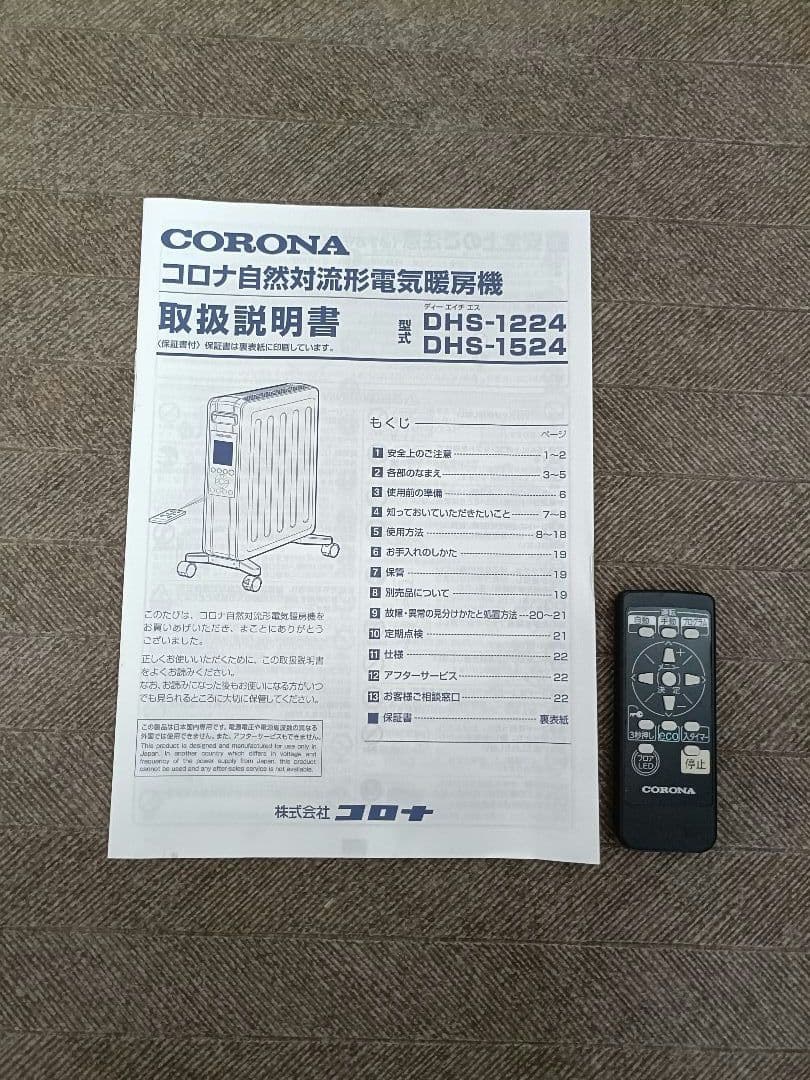 CORONA
コロナ自然対流形電気暖房機
取扱説明書
〈保証書付〉保証書は裏表紙に印刷しています。
型式
ディー エイチ エス
DHS-1224
DHS-1524
もくじ
ページ
1 安全上のご注意 1~2
2 各部のなまえ 3~5
3 使用前の準備 6
4 知っておいていただきたいこと 7~8
5 使用方法 8~18
6 お手入れのしかた 19
7 保管 19
8 別売品について 19
9 故障・異常の見分けかたと処置方法 20~21
10 定期点検 21
11 仕様 22
12 アフターサービス 22
13 お客様ご相談窓口 22
保証書 裏表紙
このたびは、コロナ自然対流形電気暖房機を
お買いあげいただき、まことにありがとう
ございました。
正しくお使いいただくために、この取扱説明書
をよくお読みください。
なお、お読みになった後もお使いになる方がいつ
でも見られるところに大切に保管してください。
この製品は日本国内専用です。電源電圧や電源周波数の異なる
外国では使用できません。また、アフターサービスもできません。
This product is designed and manufactured for use only in
Japan. In another country which differs in voltage and
frequency of the power supply from Japan, this product
cannot be used and any after-sales service is not available.
株式会社 コロナ
運転
自動 手動 プログラム
+
メニュー
- 決定
3秒押し eco 入タイマー
フロア
LED
停止
CORONA